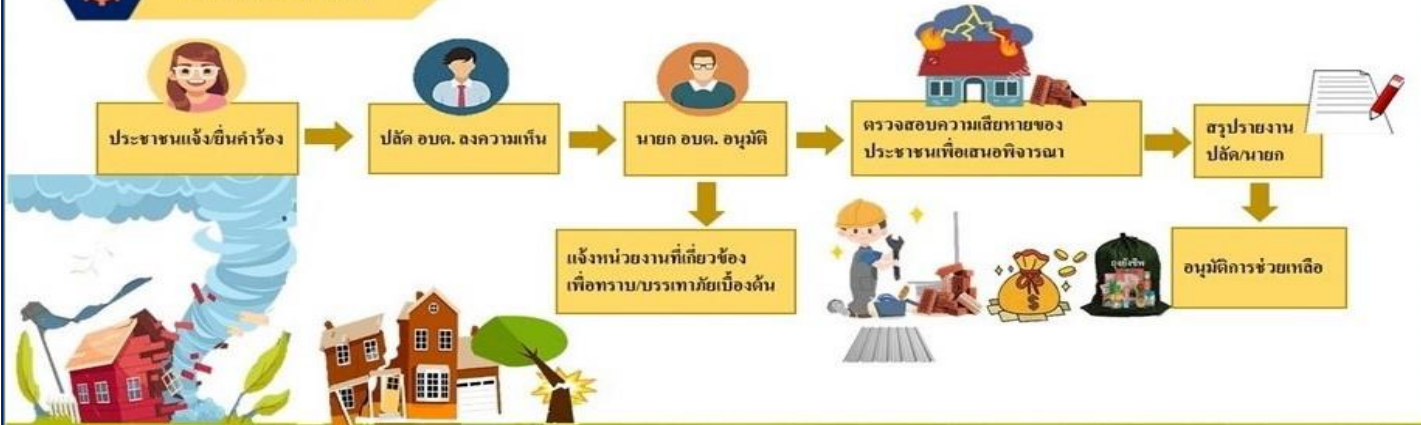 ประชาชนแจ้ง/ยื่นคำร้อง
ปลัด อบต. ลงความเห็น
นายก อบต. อนุมัติ
ตรวจสอบความเสียหายของ
ประชาชนเพื่อเสนอพิจารณา
สรุปรายงาน
ปลัด/นายก
แจ้งหน่วยงานที่เกี่ยวข้อง
เพื่อทราบ/บรรเทาภัยเบื้องต้น
ถุงยังชีพ
อนุมัติการช่วยเหลือ